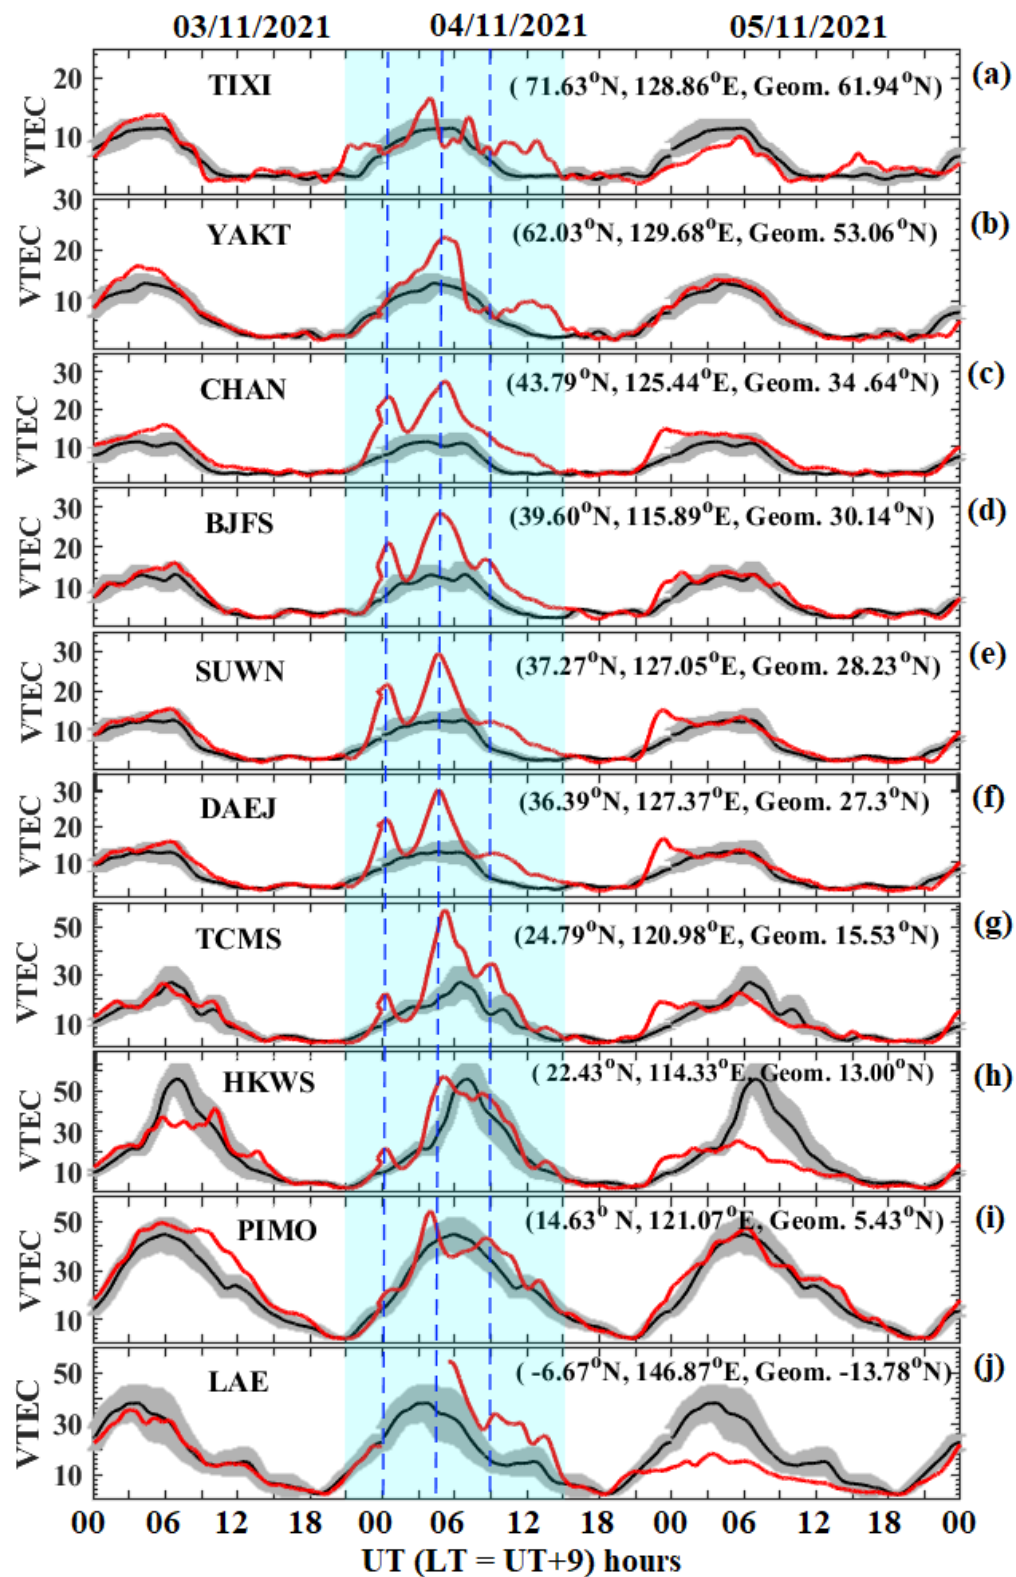 03/11/2021 04/11/2021 05/11/2021
20
10
VTEC
TIXI
( 71.63°N, 128.86°E, Geom. 61.94°N)
(a)
30
20
10
VTEC
YAKT
(62.03°N, 129.68°E, Geom. 53.06°N)
(b)
30
20
10
VTEC
CHAN
(43.79°N, 125.44°E, Geom. 34 .64°N)
(c)
30
20
10
VTEC
BJFS
(39.60°N, 115.89°E, Geom. 30.14°N)
(d)
30
20
10
VTEC
SUWN
(37.27°N, 127.05°E, Geom. 28.23°N)
(e)
30
20
10
VTEC
DAEJ
(36.39°N, 127.37°E, Geom. 27.3°N)
(f)
50
30
10
VTEC
TCMS
(24.79°N, 120.98°E, Geom. 15.53°N)
(g)
50
30
10
VTEC
HKWS
( 22.43°N, 114.33°E, Geom. 13.00°N)
(h)
50
30
10
VTEC
PIMO
(14.63° N, 121.07°E, Geom. 5.43°N)
(i)
50
30
10
VTEC
LAE
( -6.67°N, 146.87°E, Geom. -13.78°N)
(j)
00 06 12 18 00 06 12 18 00 06 12 18 00
UT (LT = UT+9) hours